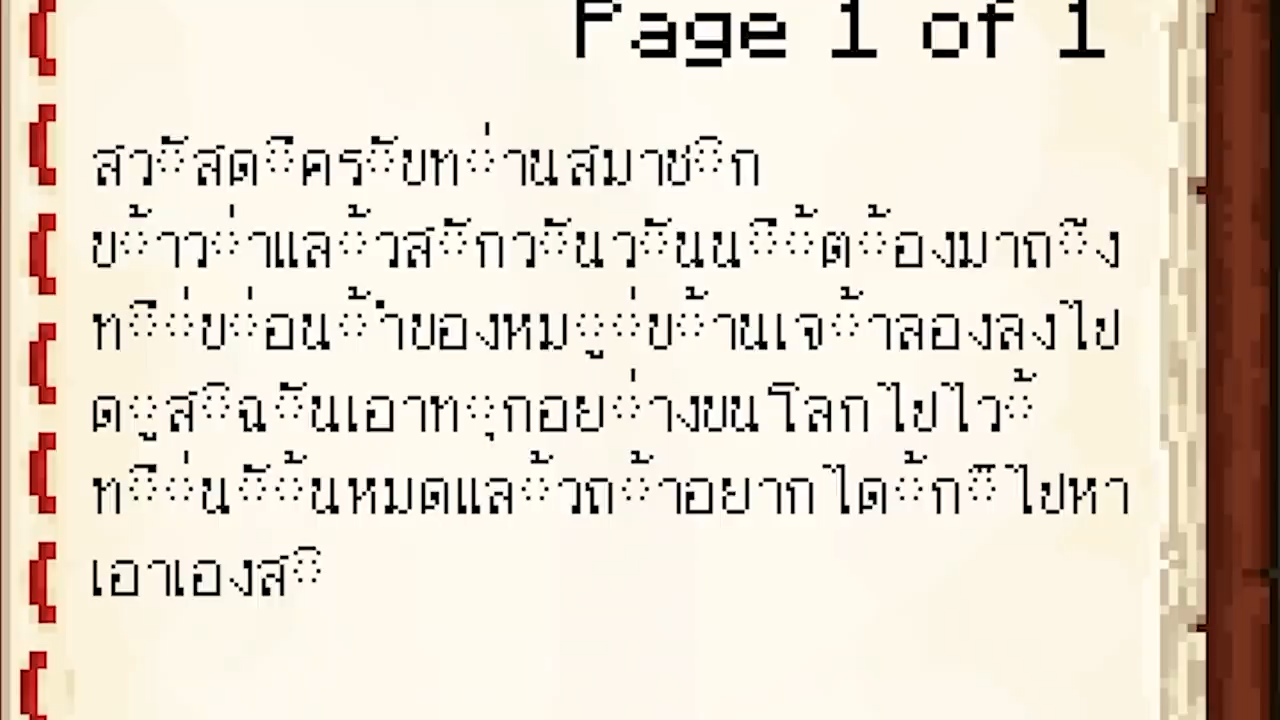 Page 1 of 1
สวัสดีครับท่านสมาชิก
บ้าว่าแล้วสักวันวันนี้ต้องมาถึง
ที่บ่อน้ำของหมู่บ้านเจ้าลองลงไป
ดูสิฉันเอาทุกอย่างบนโลกไปไว้
ที่นั้นหมดแล้วถ้าอยากได้ก็ไปหา
เอาเองสิ